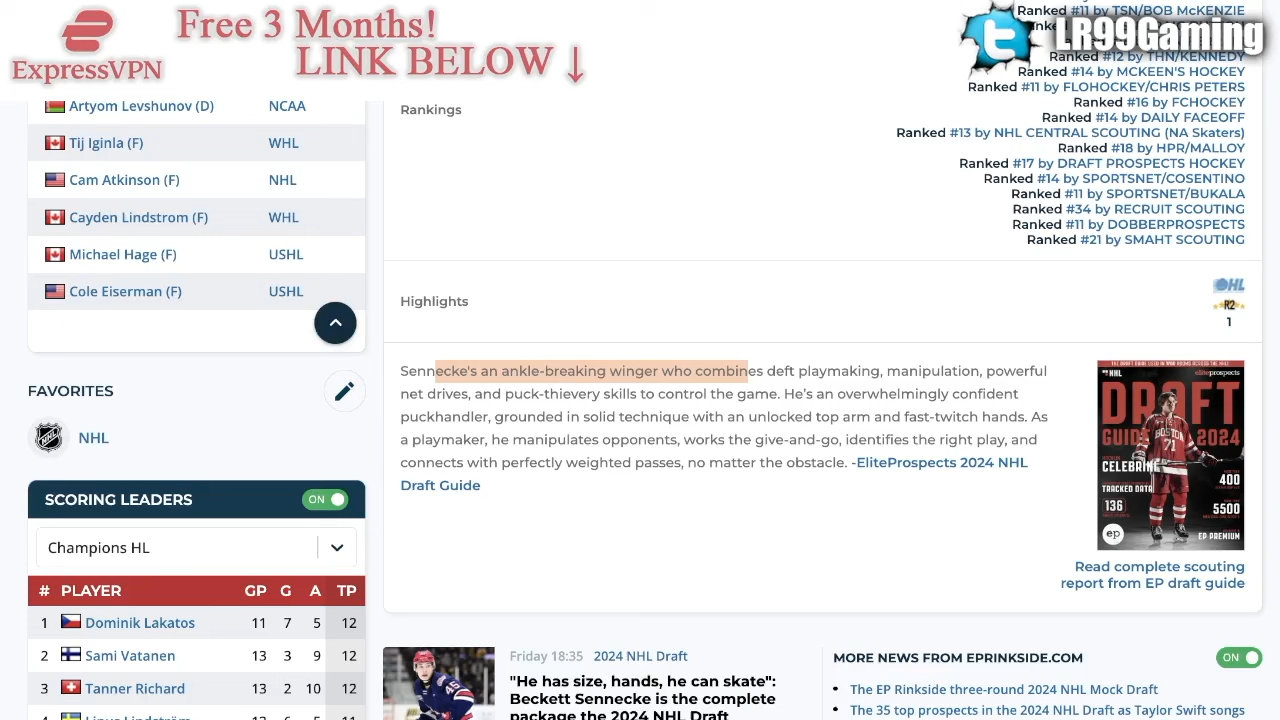 Free 3 Months!
LINK BELOW ↓
ExpressVPN
LR99Gaming
Artyom Levshunov (D) NCAA
Tij Iginla (F) WHL
Cam Atkinson (F) NHL
Cayden Lindstrom (F) WHL
Michael Hage (F) USHL
Cole Eiserman (F) USHL
FAVORITES
NHL
SCORING LEADERS ON
Champions HL
# PLAYER GP G A TP
1 Dominik Lakatos 11 7 5 12
2 Sami Vatanen 13 3 9 12
3 Tanner Richard 13 2 10 12
Rankings
Ranked #11 by TSN/BOB McKENZIE
Ranked #12 by THN/KENNEDY
Ranked #14 by MCKEEN'S HOCKEY
Ranked #11 by FLOHOCKEY/CHRIS PETERS
Ranked #16 by FCHOCKEY
Ranked #14 by DAILY FACEOFF
Ranked #13 by NHL CENTRAL SCOUTING (NA Skaters)
Ranked #18 by HPR/MALLOY
Ranked #17 by DRAFT PROSPECTS HOCKEY
Ranked #14 by SPORTSNET/COSENTINO
Ranked #11 by SPORTSNET/BUKALA
Ranked #34 by RECRUIT SCOUTING
Ranked #11 by DOBBERPROSPECTS
Ranked #21 by SMAHT SCOUTING
Highlights
OHL
R2
1
Sennecke's an ankle-breaking winger who combines deft playmaking, manipulation, powerful
net drives, and puck-thievery skills to control the game. He's an overwhelmingly confident
puckhandler, grounded in solid technique with an unlocked top arm and fast-twitch hands. As
a playmaker, he manipulates opponents, works the give-and-go, identifies the right play, and
connects with perfectly weighted passes, no matter the obstacle. -EliteProspects 2024 NHL
Draft Guide
NHL eliteprospects
DRAFT
GUIDE 2024
BOSTON
71
CELEBRINI
TRACKED DATA
136
400
5500
ep
EP PREMIUM
Read complete scouting
report from EP draft guide
Friday 18:35 2024 NHL Draft
"He has size, hands, he can skate":
Beckett Sennecke is the complete
package the 2024 NHL Draft
45
MORE NEWS FROM EPRINKSIDE.COM ON
• The EP Rinkside three-round 2024 NHL Mock Draft
• The 35 top prospects in the 2024 NHL Draft as Taylor Swift songs